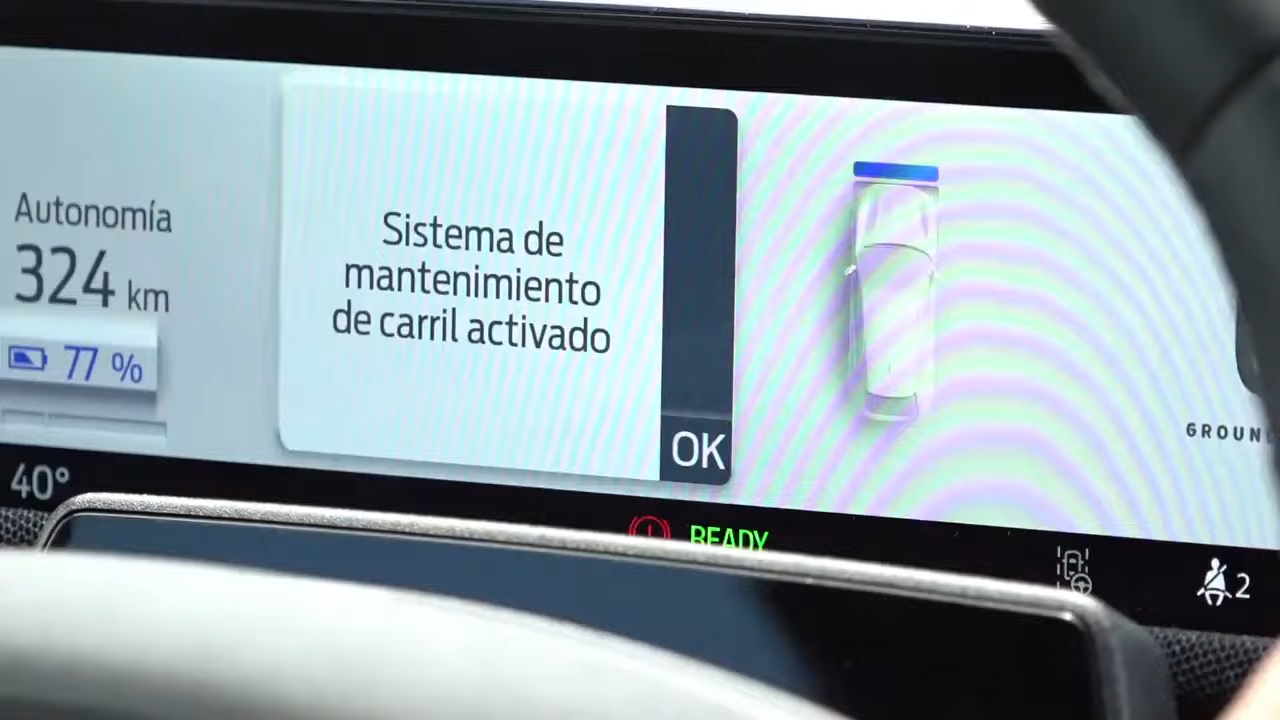 Autonomía
324 km
77 %
40°
Sistema de
mantenimiento
de carril activado
OK
READY
2